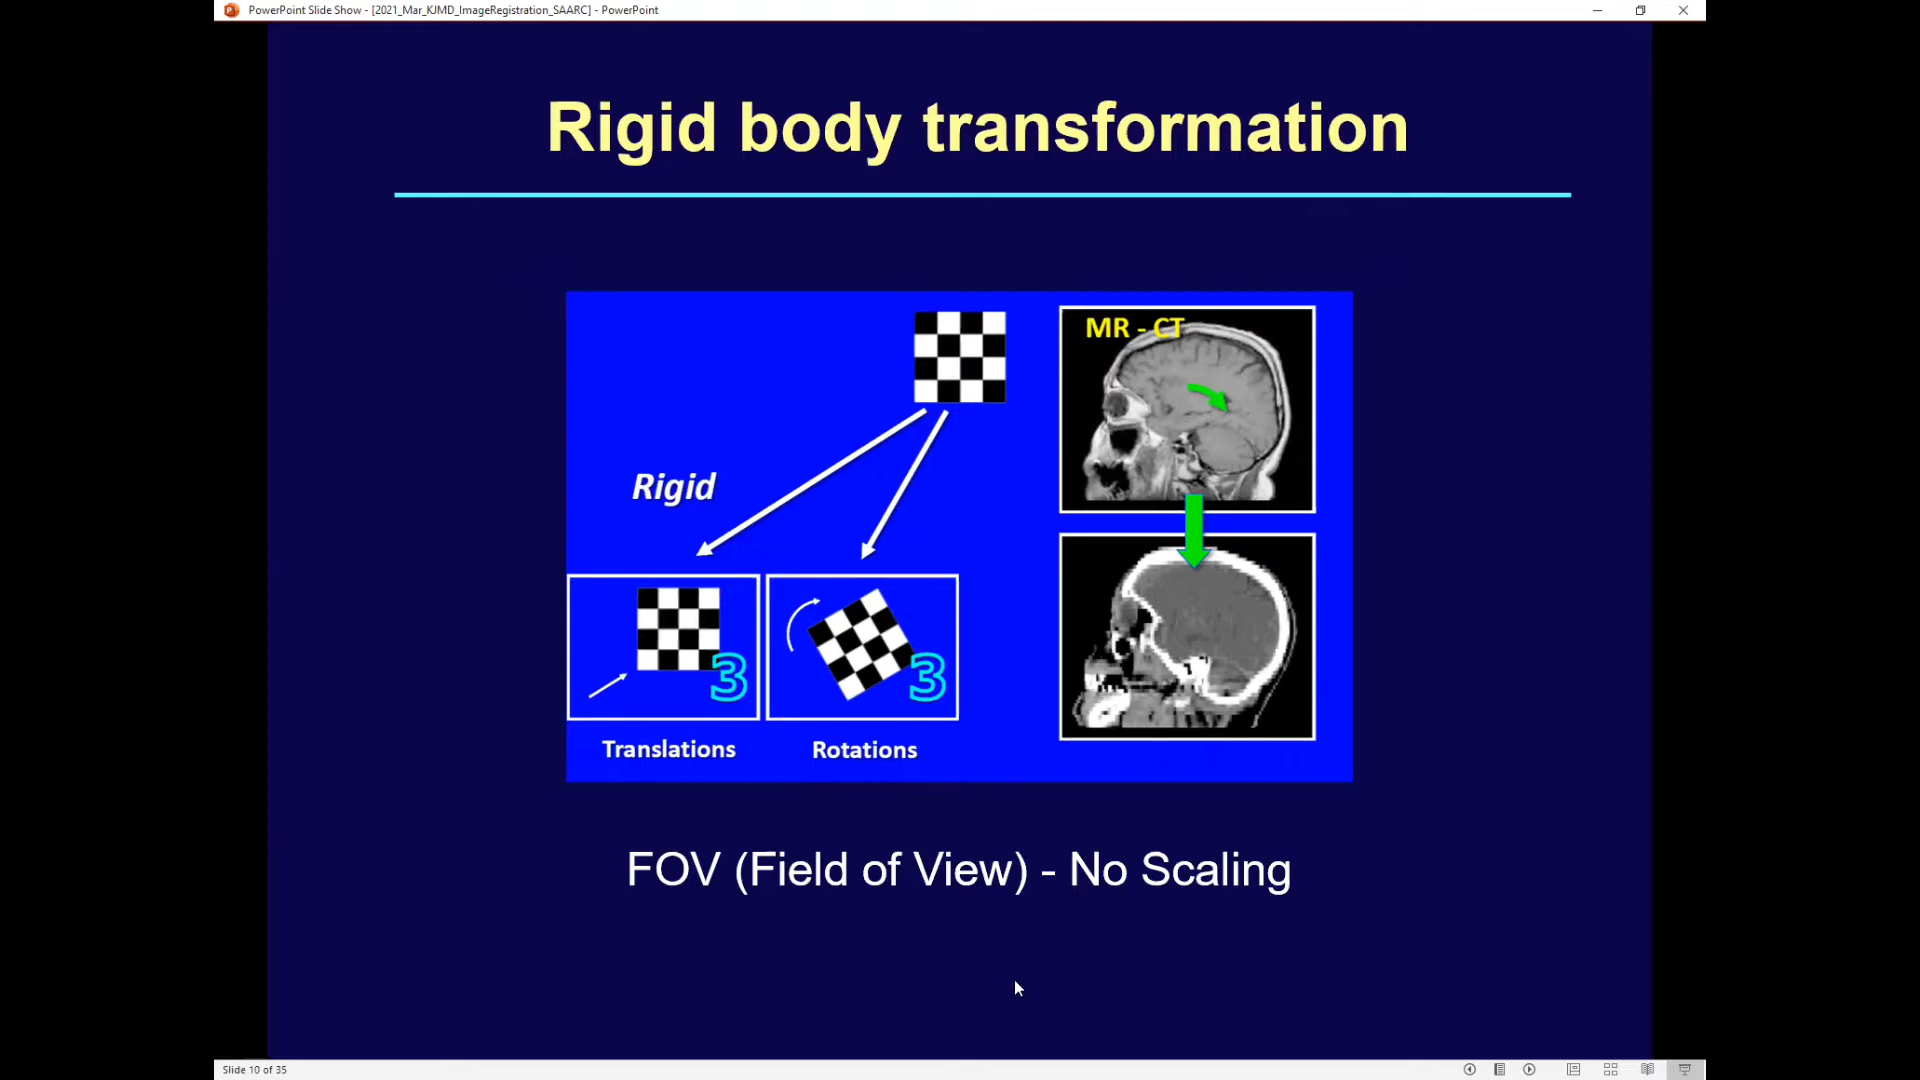 PowerPoint Slide Show - [2021_Mar_KJMD_ImageRegistration_SAARC] - PowerPoint
Rigid body transformation
MR - CT
Rigid
3
3
Translations
Rotations
FOV (Field of View) - No Scaling
Slide 10 of 35